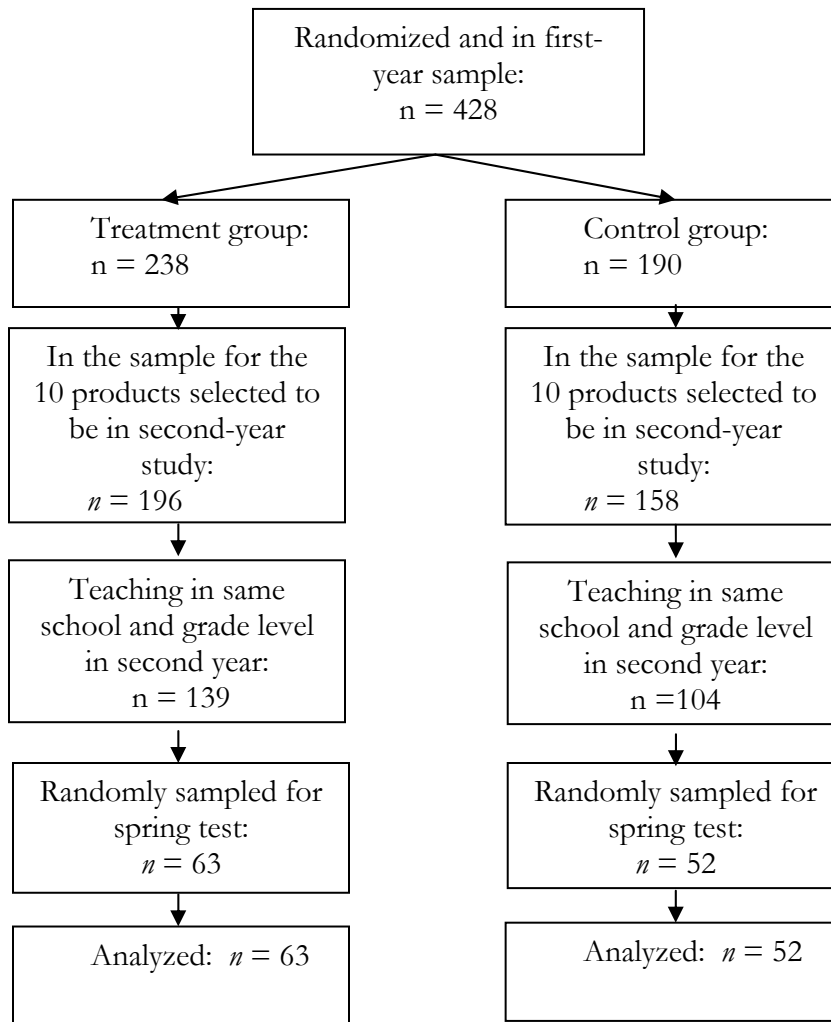 Randomized and in first-
year sample:
n = 428
Treatment group:
n = 238
Control group:
n = 190
In the sample for the
10 products selected to
be in second-year
study:
n = 196
In the sample for the
10 products selected to
be in second-year
study:
n = 158
Teaching in same
school and grade level
in second year:
n = 139
Teaching in same
school and grade level
in second year:
n =104
Randomly sampled for
spring test:
n = 63
Randomly sampled for
spring test:
n = 52
Analyzed:  n = 63
Analyzed:  n = 52